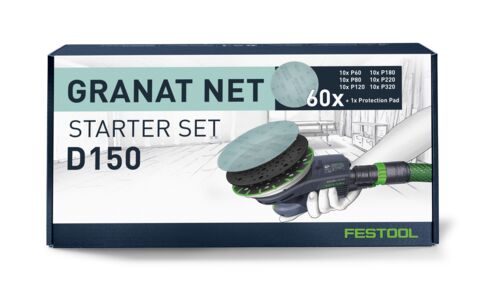 GRANAT NET
STARTER SET
D150
60x
10x P60 10x P180
10x P80 10x P220
10x P120 10x P320
+ 1x Protection Pad
FESTOOL